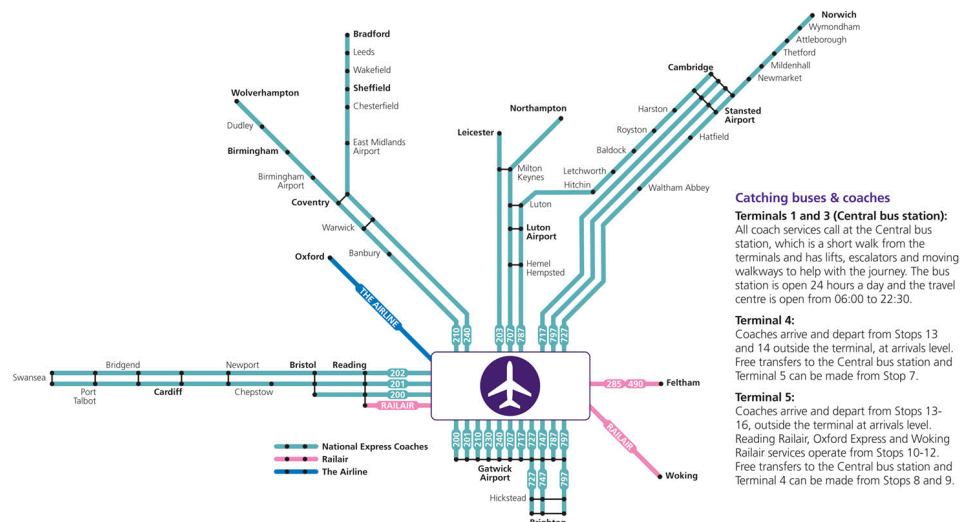 Norwich
Wymondham
Attleborough
Thetford
Mildenhall
Newmarket
Bradford
Leeds
Wakefield
Sheffield
Chesterfield
East Midlands
Airport
Cambridge
Harston
Royston
Baldock
Letchworth
Hitchin
Stansted
Airport
Hatfield
Waltham Abbey
Wolverhampton
Dudley
Birmingham
Birmingham
Airport
Coventry
Warwick
Banbury
Northampton
Leicester
Milton
Keynes
Luton
Luton
Airport
Hemel
Hempsted
Oxford
THE AIRLINE
210
240
203
707
787
717
797
727
Swansea
Bridgend
Port
Talbot
Cardiff
Newport
Chepstow
Bristol
Reading
202
201
200
RAILAIR
285
490
Feltham
RAILAIR
Woking
200
201
210
230
240
707
717
727
747
787
797
Gatwick
Airport
727
747
797
Hickstead
Brighton
National Express Coaches
Railair
The Airline
Catching buses & coaches
Terminals 1 and 3 (Central bus station):
All coach services call at the Central bus
station, which is a short walk from the
terminals and has lifts, escalators and moving
walkways to help with the journey. The bus
station is open 24 hours a day and the travel
centre is open from 06:00 to 22:30.
Terminal 4:
Coaches arrive and depart from Stops 13
and 14 outside the terminal, at arrivals level.
Free transfers to the Central bus station and
Terminal 5 can be made from Stop 7.
Terminal 5:
Coaches arrive and depart from Stops 13-
16, outside the terminal at arrivals level.
Reading Railair, Oxford Express and Woking
Railair services operate from Stops 10-12.
Free transfers to the Central bus station and
Terminal 4 can be made from Stops 8 and 9.